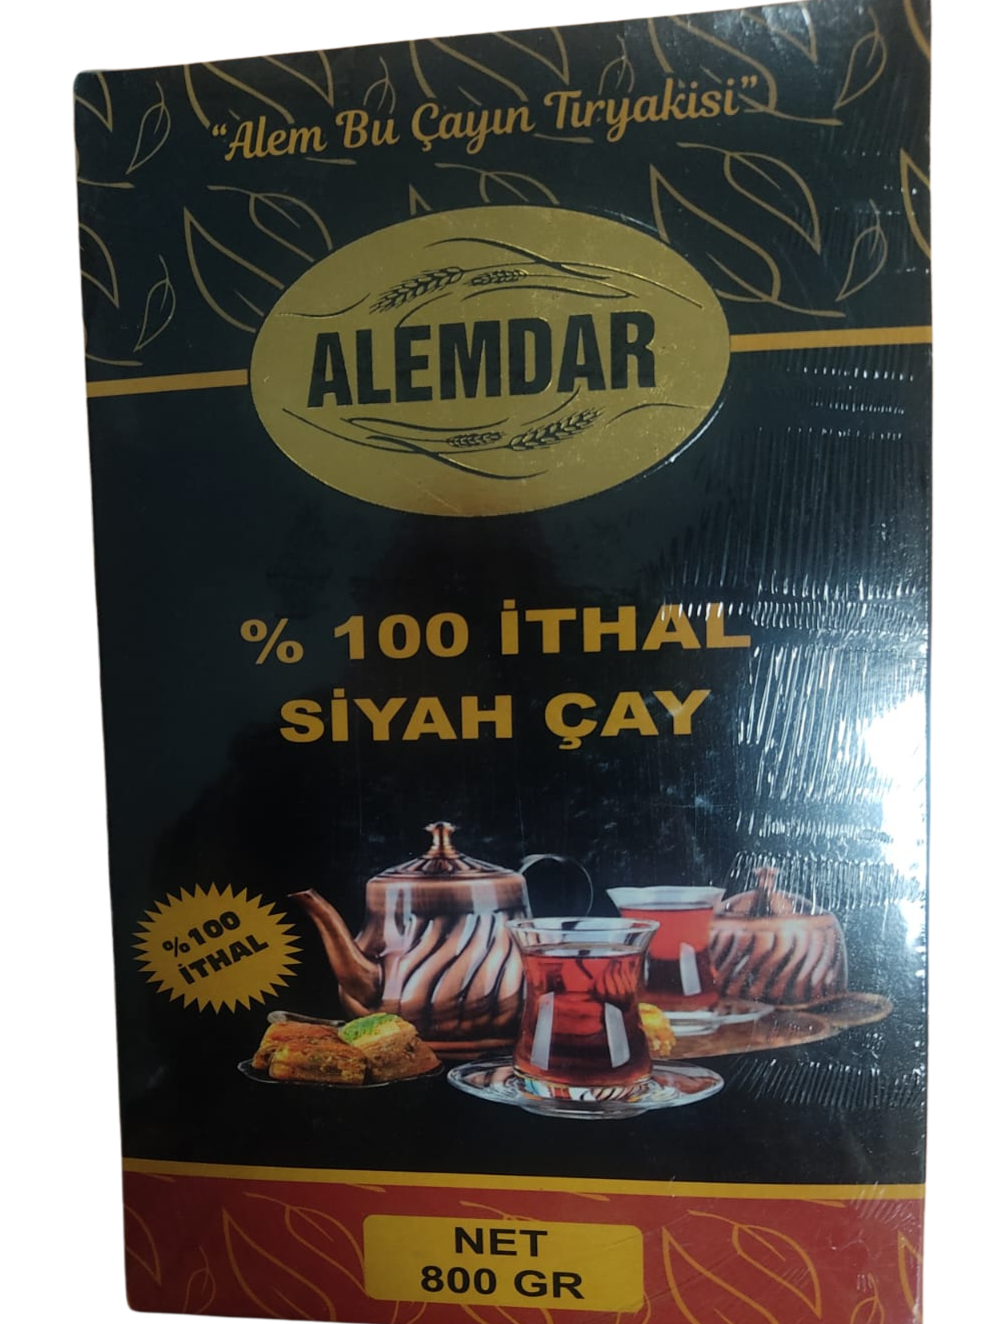 "Alem Bu Çayın Tiryakisi"
ALEMDAR
% 100 İTHAL
SİYAH ÇAY
%100
İTHAL
NET
800 GR